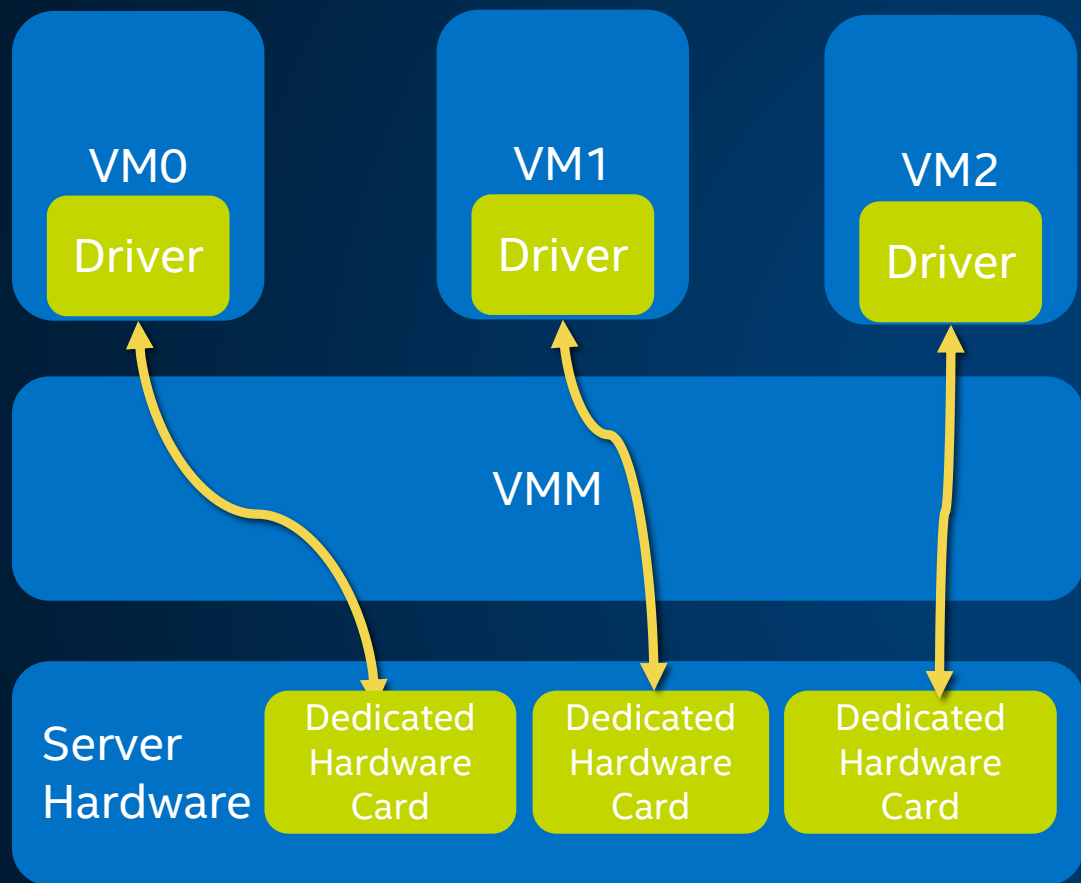 VM0
Driver
VM1
Driver
VM2
Driver
VMM
Server
Hardware
Dedicated
Hardware
Card
Dedicated
Hardware
Card
Dedicated
Hardware
Card